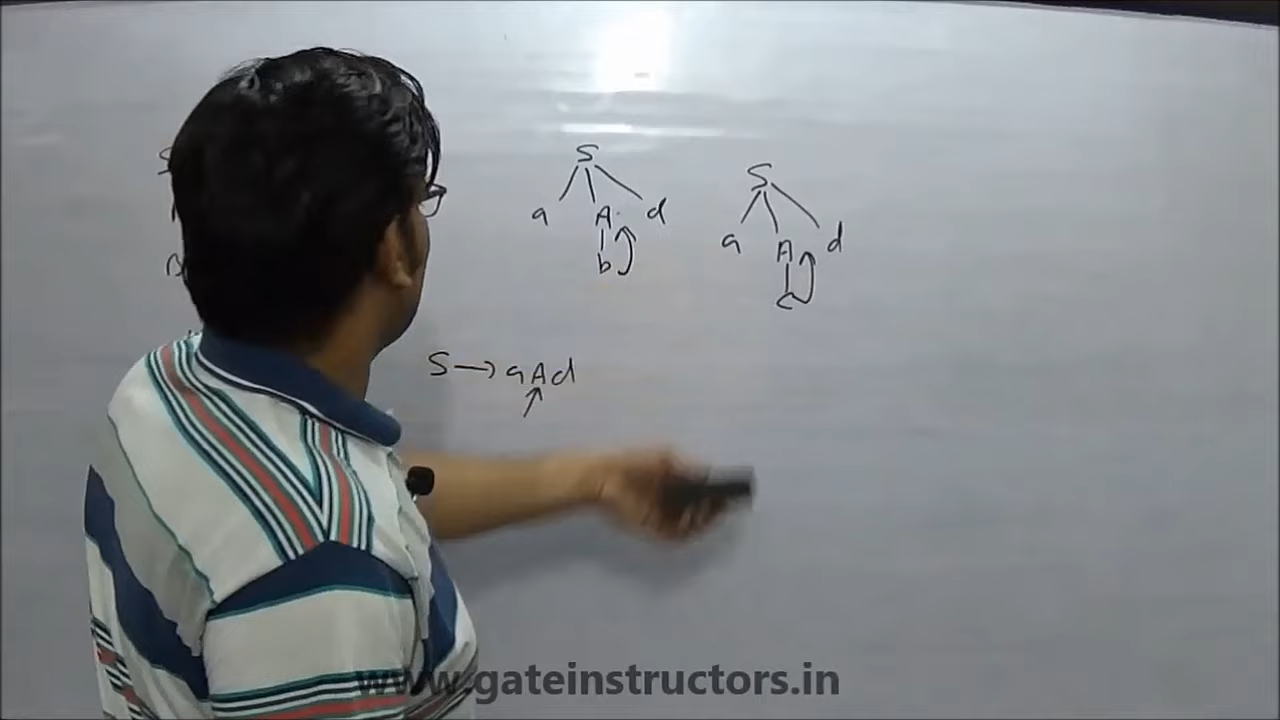 S S
a A d a A d
b c
S → aAd
www.gateinstructors.in